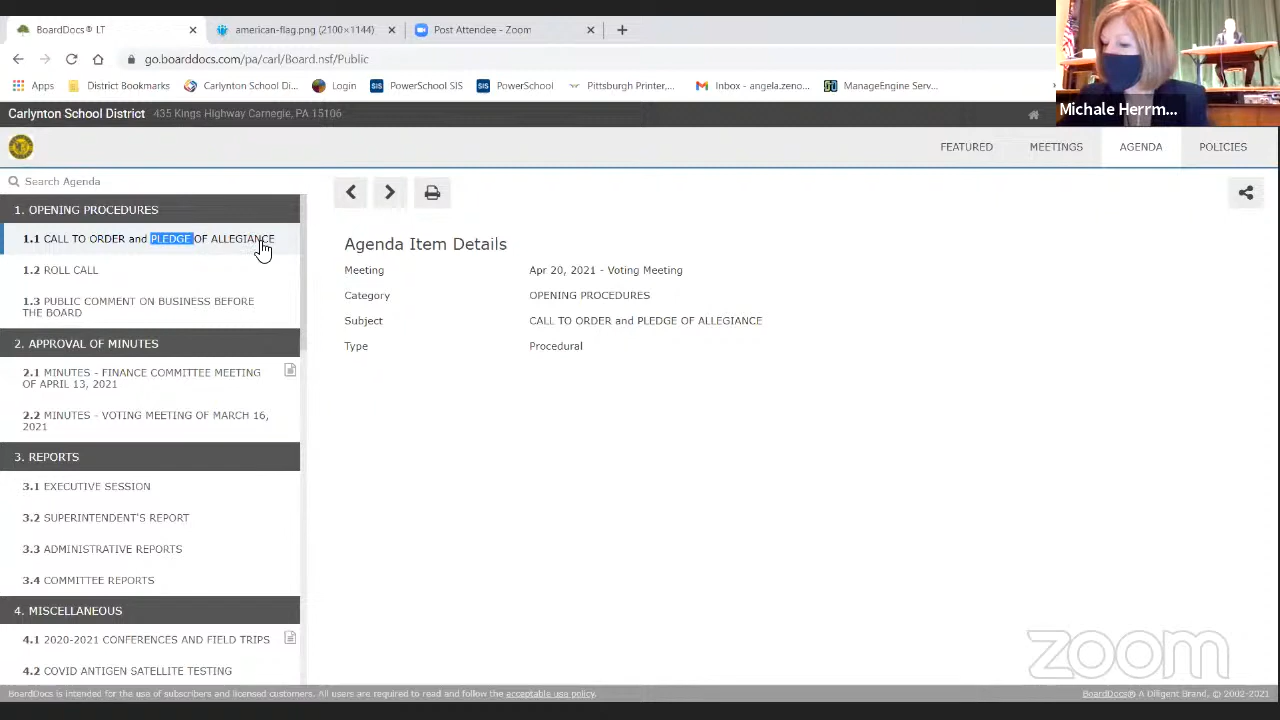 BoardDocs® LT
american-flag.png (2100×1144)
Post Attendee - Zoom
go.boarddocs.com/pa/carl/Board.nsf/Public
Apps
District Bookmarks
Carlynton School Di...
Login
SIS PowerSchool SIS
SIS PowerSchool
Pittsburgh Printer,...
Inbox - angela.zeno...
ManageEngine Serv...
Michale Herrm...
Carlynton School District 435 Kings Highway Carnegie, PA 15106
FEATURED MEETINGS AGENDA POLICIES
Search Agenda
1. OPENING PROCEDURES
1.1 CALL TO ORDER and PLEDGE OF ALLEGIANCE
1.2 ROLL CALL
1.3 PUBLIC COMMENT ON BUSINESS BEFORE
THE BOARD
2. APPROVAL OF MINUTES
2.1 MINUTES - FINANCE COMMITTEE MEETING
OF APRIL 13, 2021
2.2 MINUTES - VOTING MEETING OF MARCH 16,
2021
3. REPORTS
3.1 EXECUTIVE SESSION
3.2 SUPERINTENDENT'S REPORT
3.3 ADMINISTRATIVE REPORTS
3.4 COMMITTEE REPORTS
4. MISCELLANEOUS
4.1 2020-2021 CONFERENCES AND FIELD TRIPS
4.2 COVID ANTIGEN SATELLITE TESTING
Agenda Item Details
Meeting Apr 20, 2021 - Voting Meeting
Category OPENING PROCEDURES
Subject CALL TO ORDER and PLEDGE OF ALLEGIANCE
Type Procedural
zoom
BoardDocs is intended for the use of subscribers and licensed customers. All users are required to read and follow the acceptable use policy.
BoardDocs® A Diligent Brand, © 2002-2021